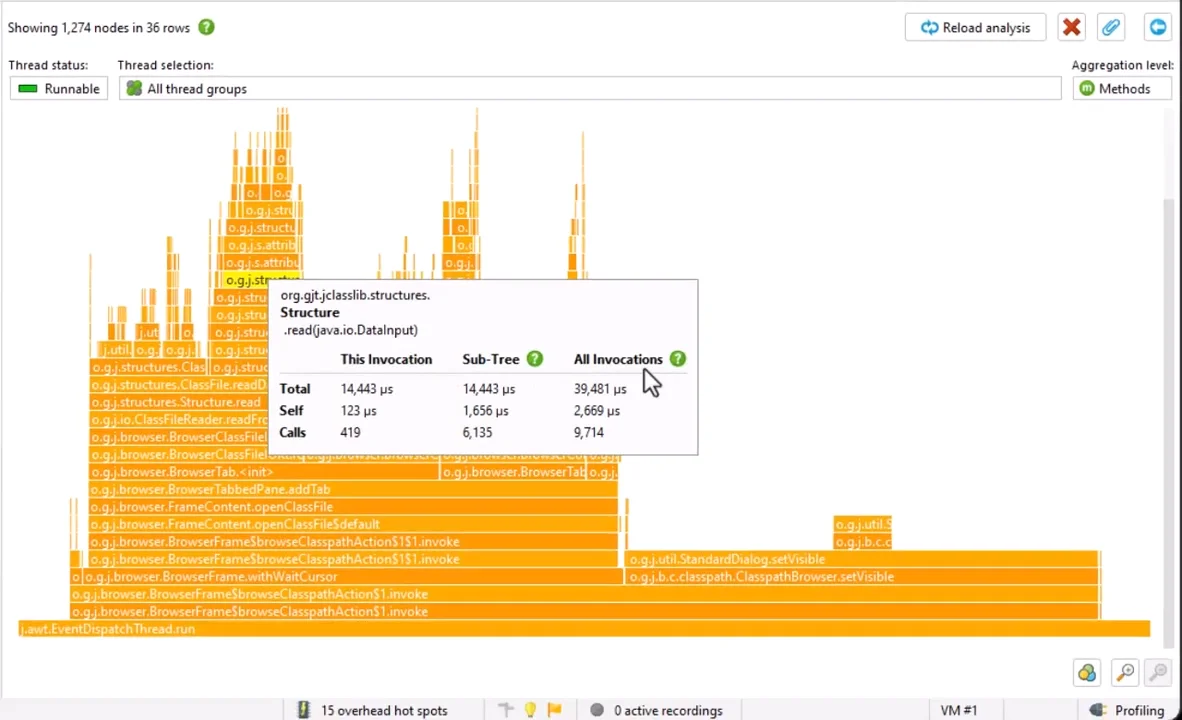 Showing 1,274 nodes in 36 rows
Reload analysis
Thread status:
Thread selection:
Aggregation level:
Runnable
All thread groups
Methods
o
o.
o. o.g
o.g.j.stru
o.
o.g.j.structu
o.
o.g.j.s.attrib
o.g
o.g.j.s.attribu
o.g.j.
o.g.j.structure
o.g.j.stru
o.g.j.stru
j.ut o. o.g.j.stru
j.util. o.g. o.g.j. o.g.j.stru
o.g.j.structures.Clas o.g.j.struc
o.g.j.structures.ClassFile.readD
o.g.j.structures.Structure.read
o.g.j.io.ClassFileReader.readFro
o.g.j.browser.BrowserClassFileL
o.g.j.browser.BrowserClassFile
org.gjt.jclasslib.structures.
Structure
.read(java.io.DataInput)
This Invocation Sub-Tree All Invocations
Total 14,443 µs 14,443 µs 39,481 µs
Self 123 µs 1,656 µs 2,669 µs
Calls 419 6,135 9,714
o.g.j.browser.BrowserTab.<init> o.g.j.browser.BrowserTab o.g.j.
o.g.j.browser.BrowserTabbedPane.addTab
o.g.j.browser.FrameContent.openClassFile
o.g.j.browser.FrameContent.openClassFile$default o.g.j.util.S
o.g.j.browser.BrowserFrame$browseClasspathAction$1$1.invoke o.g.j.b.c.c
o.g.j.browser.BrowserFrame$browseClasspathAction$1$1.invoke o.g.j.util.StandardDialog.setVisible
o o.g.j.browser.BrowserFrame.withWaitCursor o.g.j.b.c.classpath.ClasspathBrowser.setVisible
o.g.j.browser.BrowserFrame$browseClasspathAction$1.invoke
o.g.j.browser.BrowserFrame$browseClasspathAction$1.invoke
j.awt.EventDispatchThread.run
15 overhead hot spots
0 active recordings
VM #1
Profiling